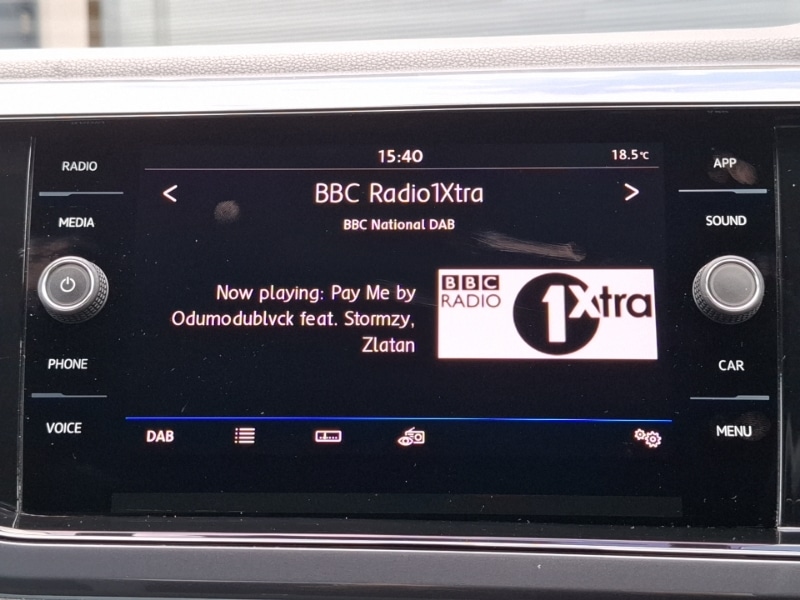 15:40
18.5°C
RADIO
APP
< BBC Radio1Xtra >
MEDIA
SOUND
BBC National DAB
Now playing: Pay Me by
Odumodublvck feat. Stormzy,
Zlatan
BBC
RADIO
1Xtra
PHONE
CAR
VOICE
DAB
MENU